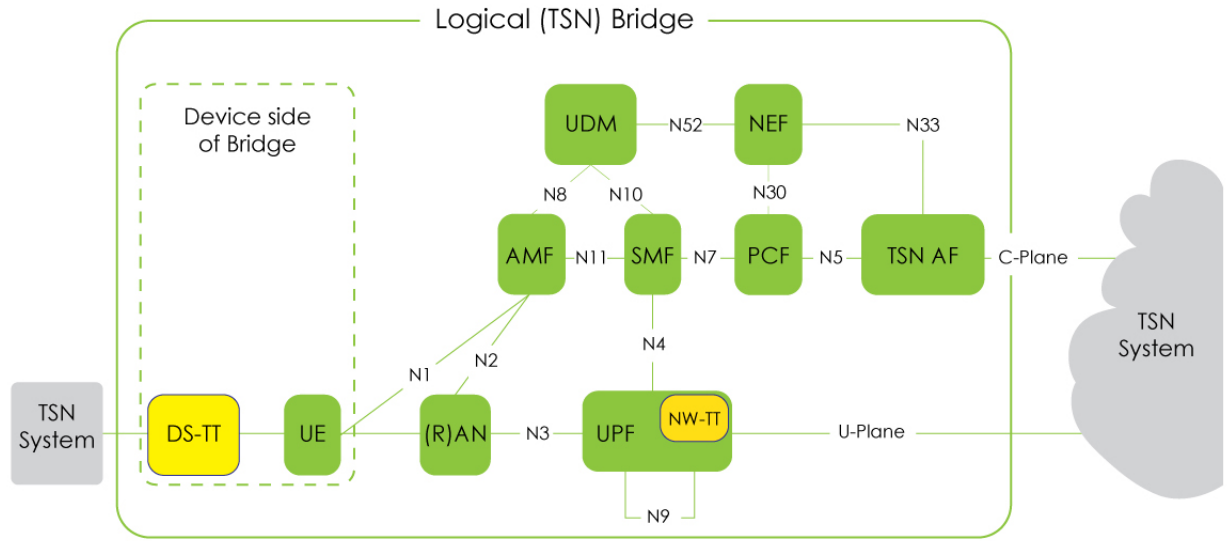 Logical (TSN) Bridge
Device side
of Bridge
UDM
N52
NEF
N33
N8
N10
N30
AMF
N11
SMF
N7
PCF
N5
TSN AF
C-Plane
TSN
System
N1
N2
N4
TSN
System
DS-TT
UE
(R)AN
N3
UPF
NW-TT
U-Plane
N9